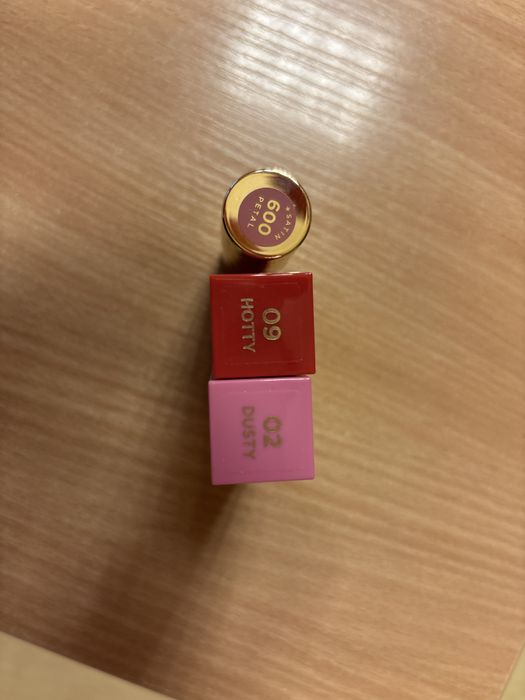 *SATIN
600
PETAL
09
HOTTY
02
DUSTY